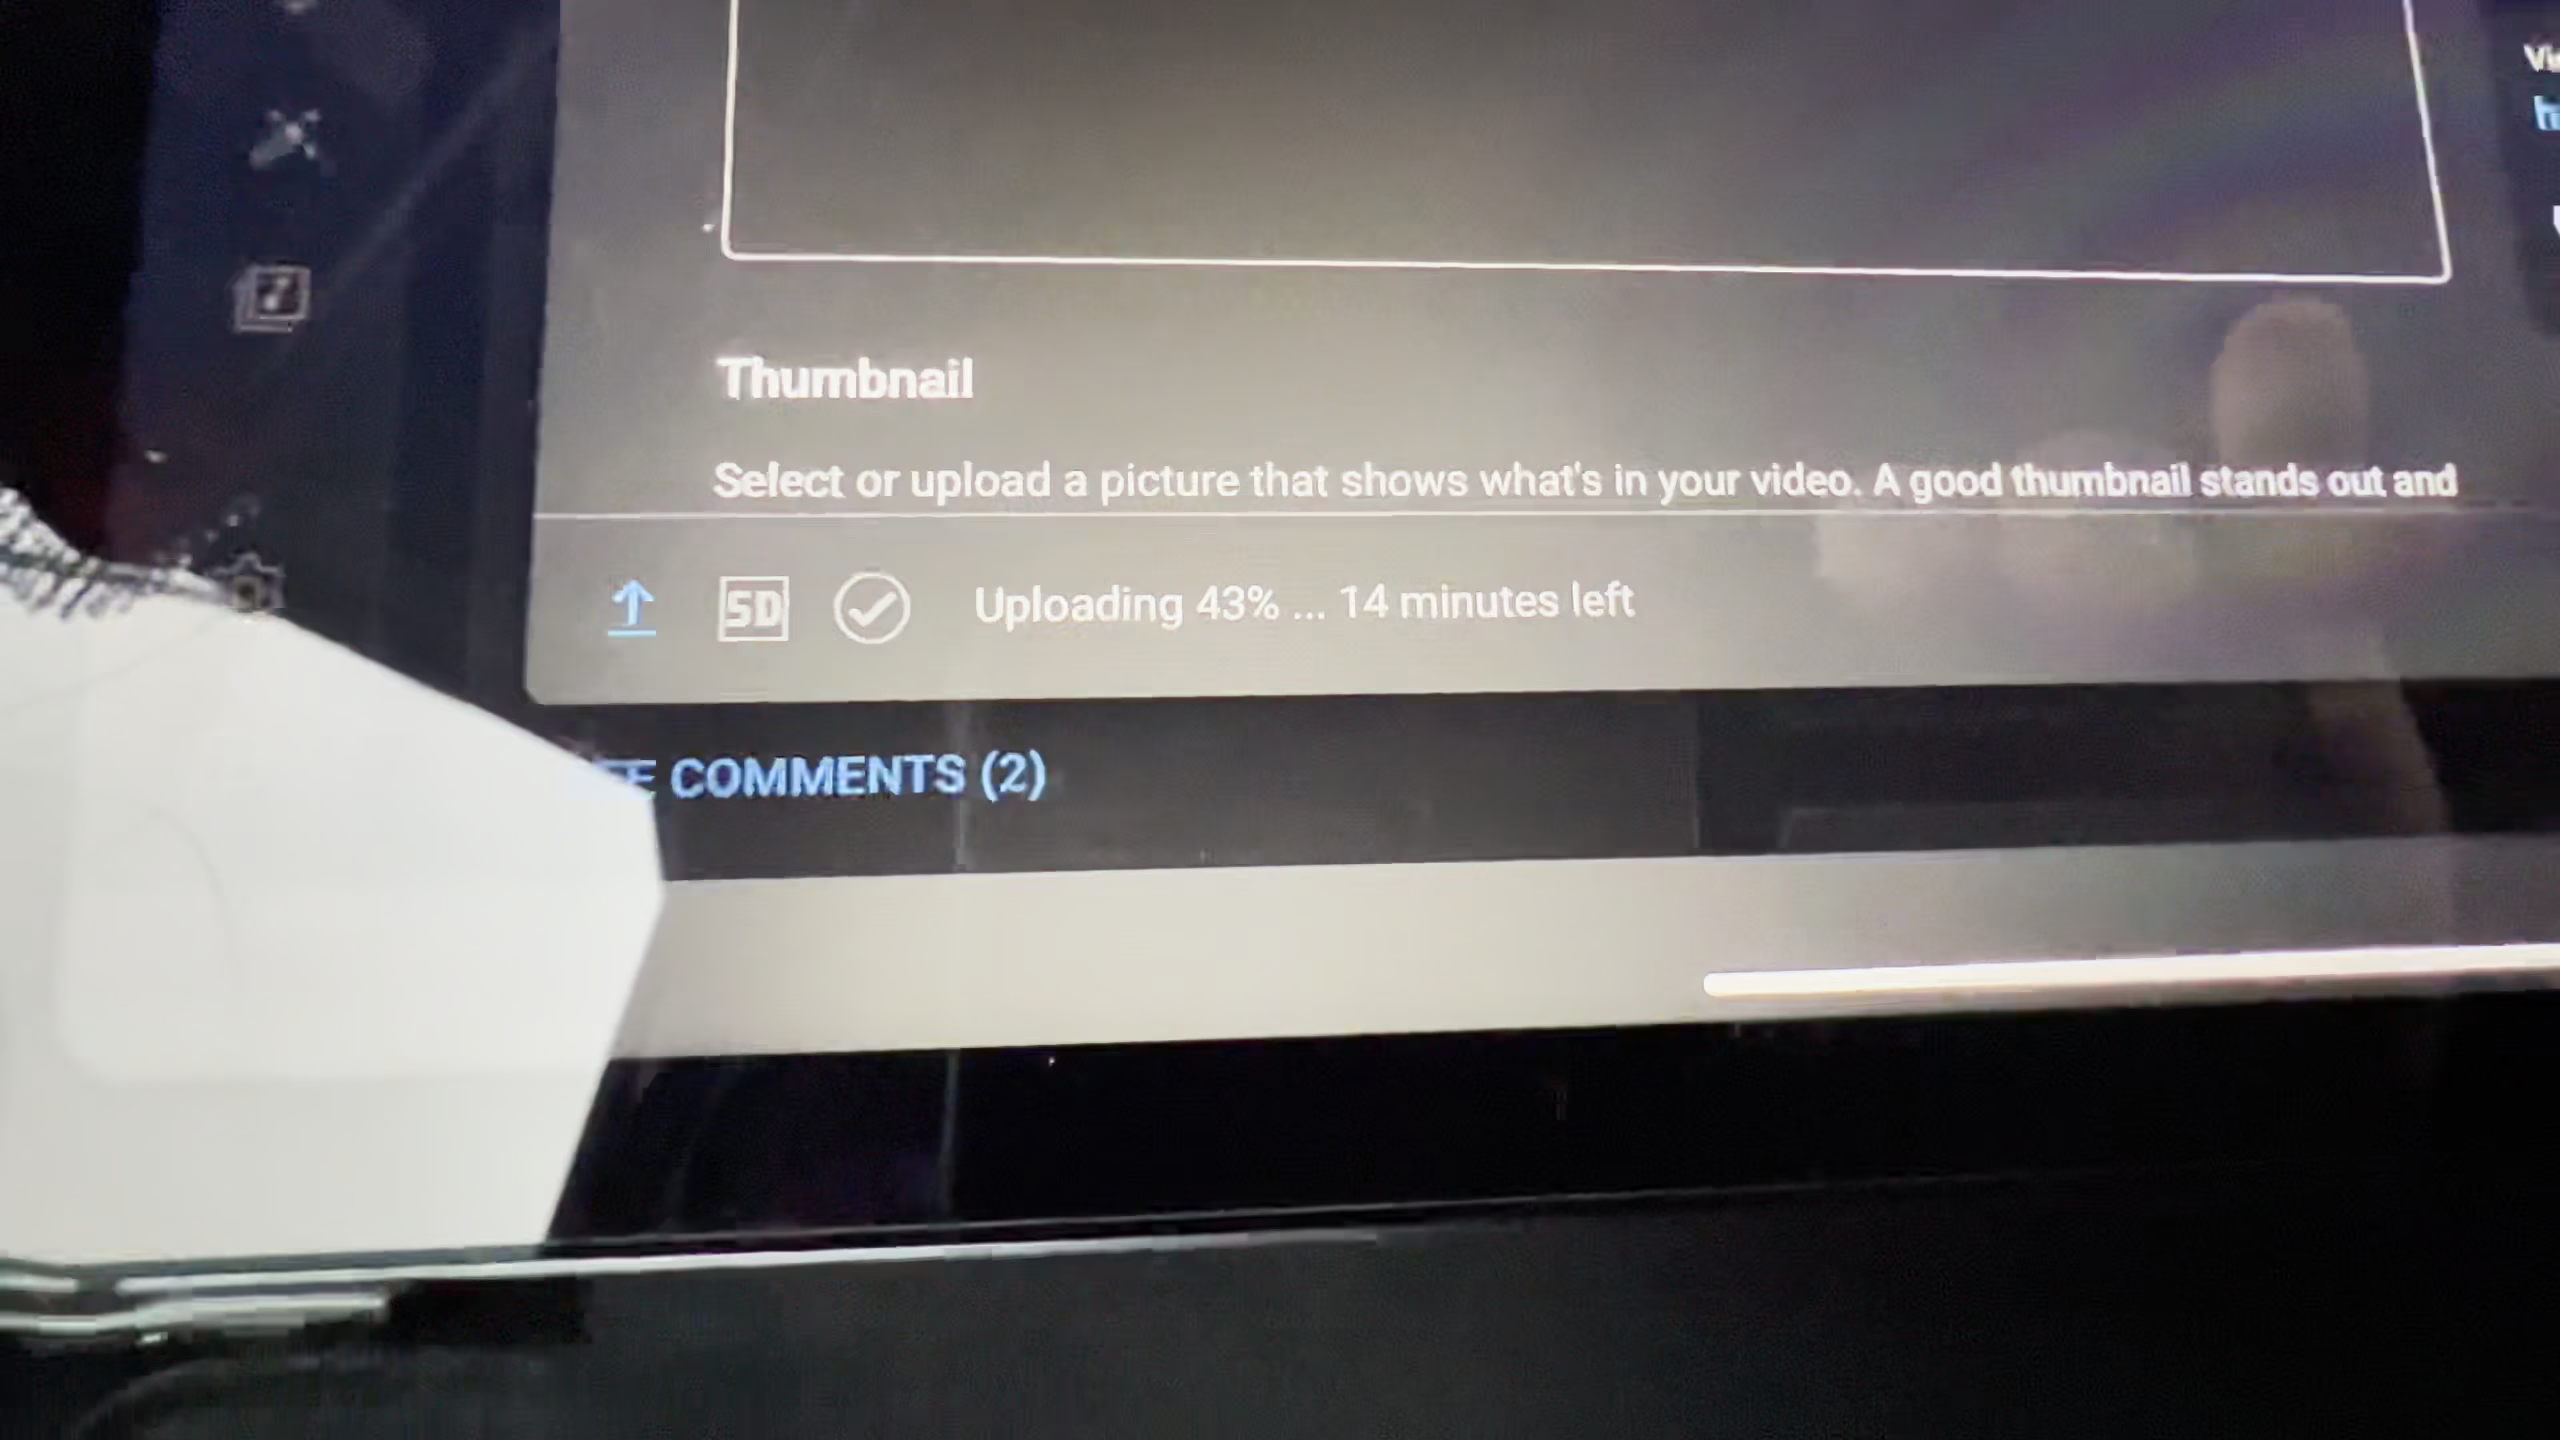 Thumbnail
Select or upload a picture that shows what's in your video. A good thumbnail stands out and
SD
Uploading 43% ... 14 minutes left
COMMENTS (2)